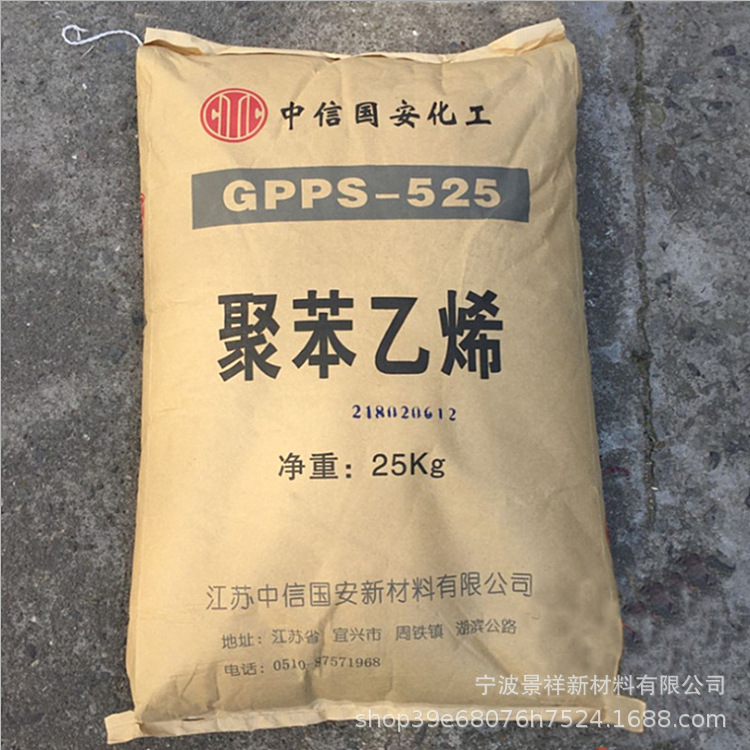 CITIC 中信国安化工
GPPS-525
聚苯乙烯
218020612
净重：25Kg
江苏中信国安新材料有限公司
地址：江苏省 宜兴市 周铁镇 湖滨公路
电话：0510-87571968
宁波景祥新材料有限公司
shop39e68076h7524.1688.com